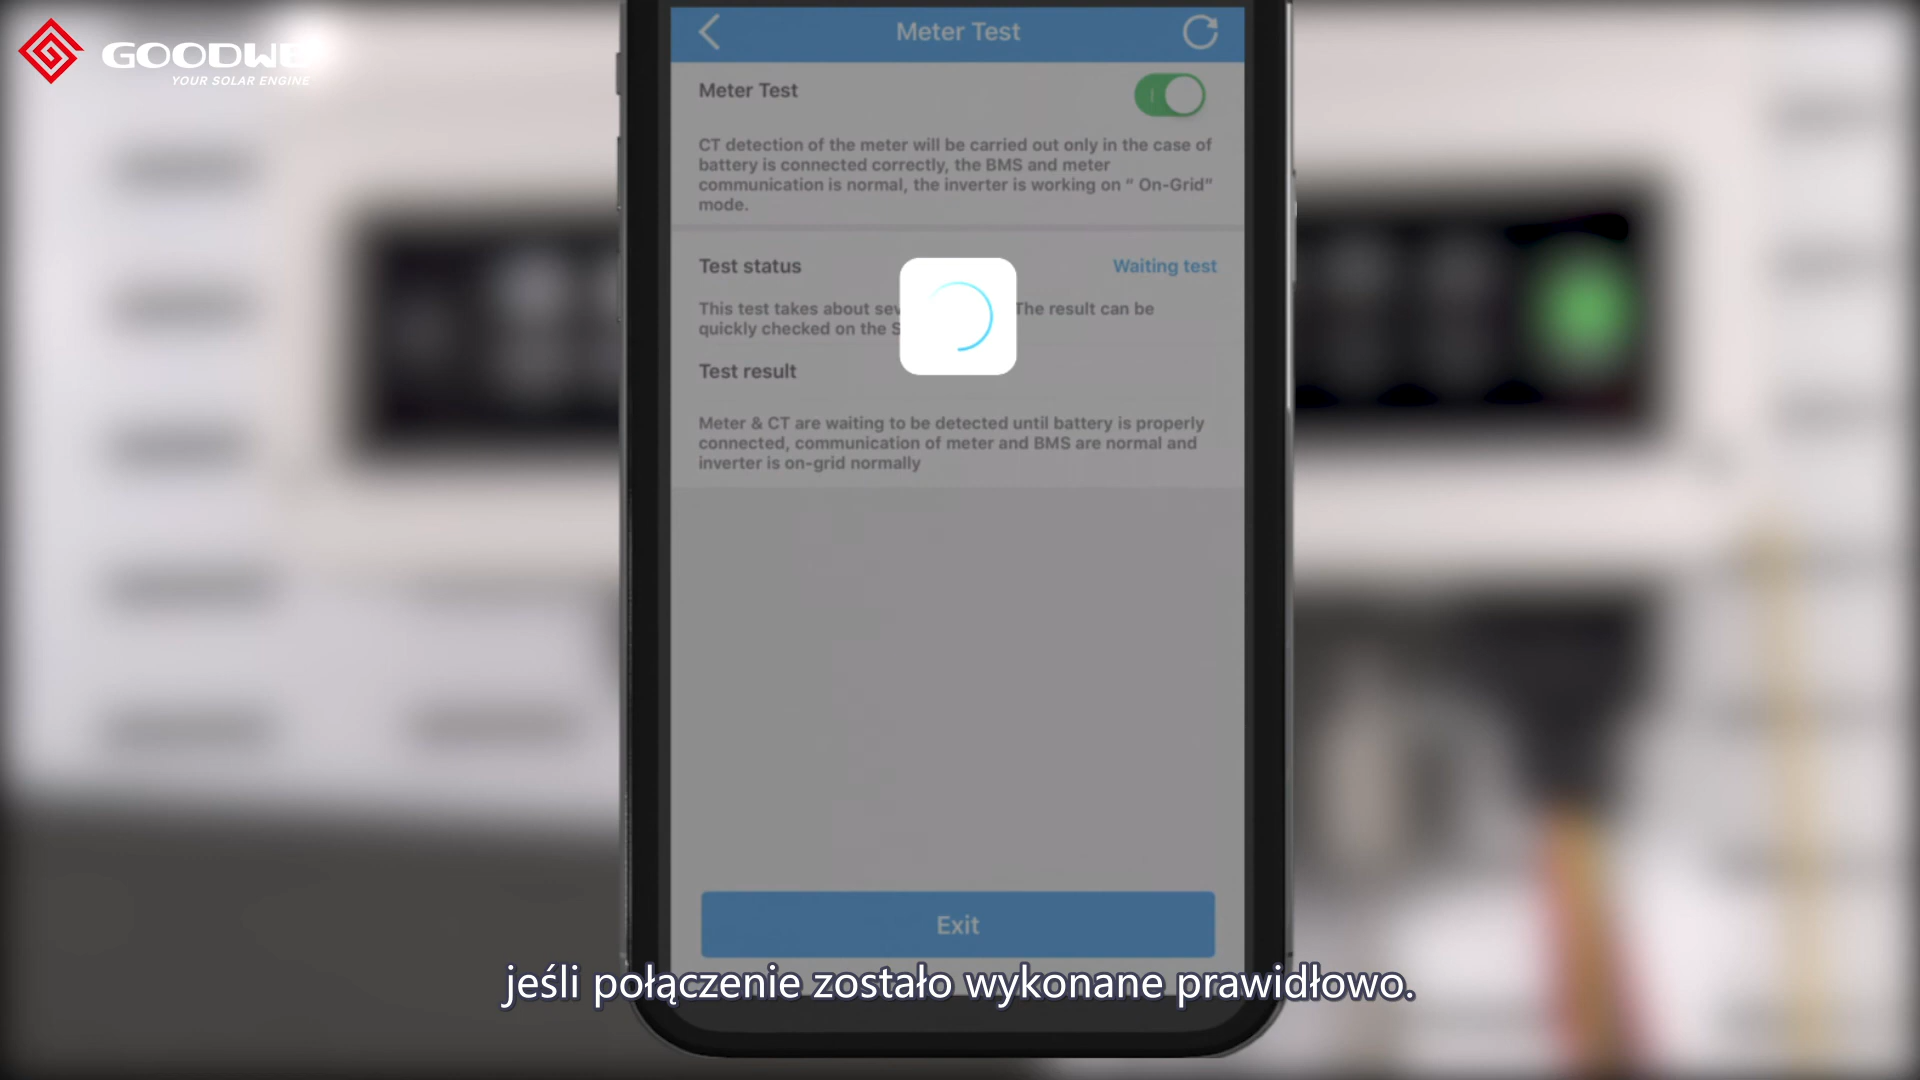 GOODWE
YOUR SOLAR ENGINE
Meter Test
Meter Test
CT detection of the meter will be carried out only in the case of
battery is connected correctly, the BMS and meter
communication is normal, the inverter is working on “ On-Grid”
mode.
Test status
Waiting test
This test takes about The result can be
quickly checked on the
Test result
Meter & CT are waiting to be detected until battery is properly
connected, communication of meter and BMS are normal and
inverter is on-grid normally
Exit
jeśli połączenie zostało wykonane prawidłowo.